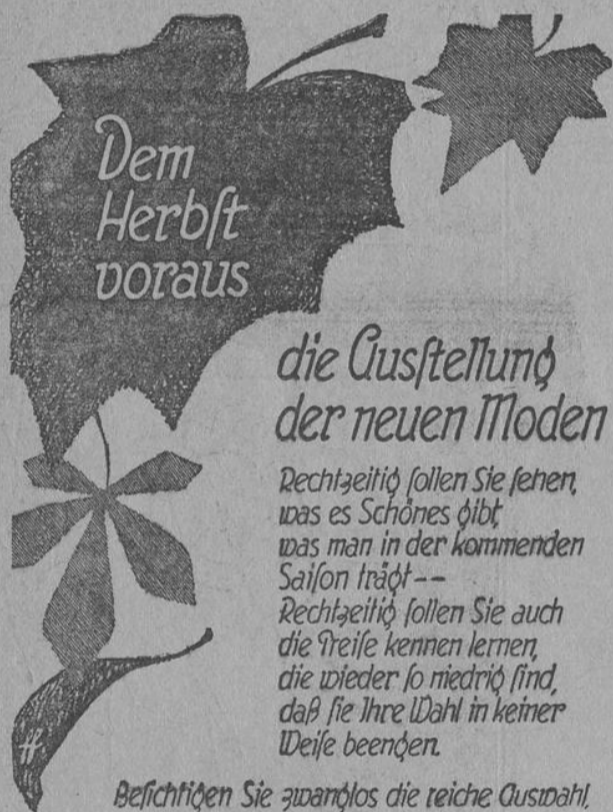 Dem
Herbſt
voraus
die Ausſtellung
der neuen Moden
Rechtzeitig ſollen Sie ſehen,
was es Schönes gibt,
was man in der kommenden
Saiſon trägt--
Rechtzeitig ſollen Sie auch
die Preiſe kennen lernen,
die wieder ſo niedrig ſind,
daß ſie Ihre Wahl in keiner
Weiſe beengen.
Beſichtigen Sie zwanglos die reiche Auswahl.